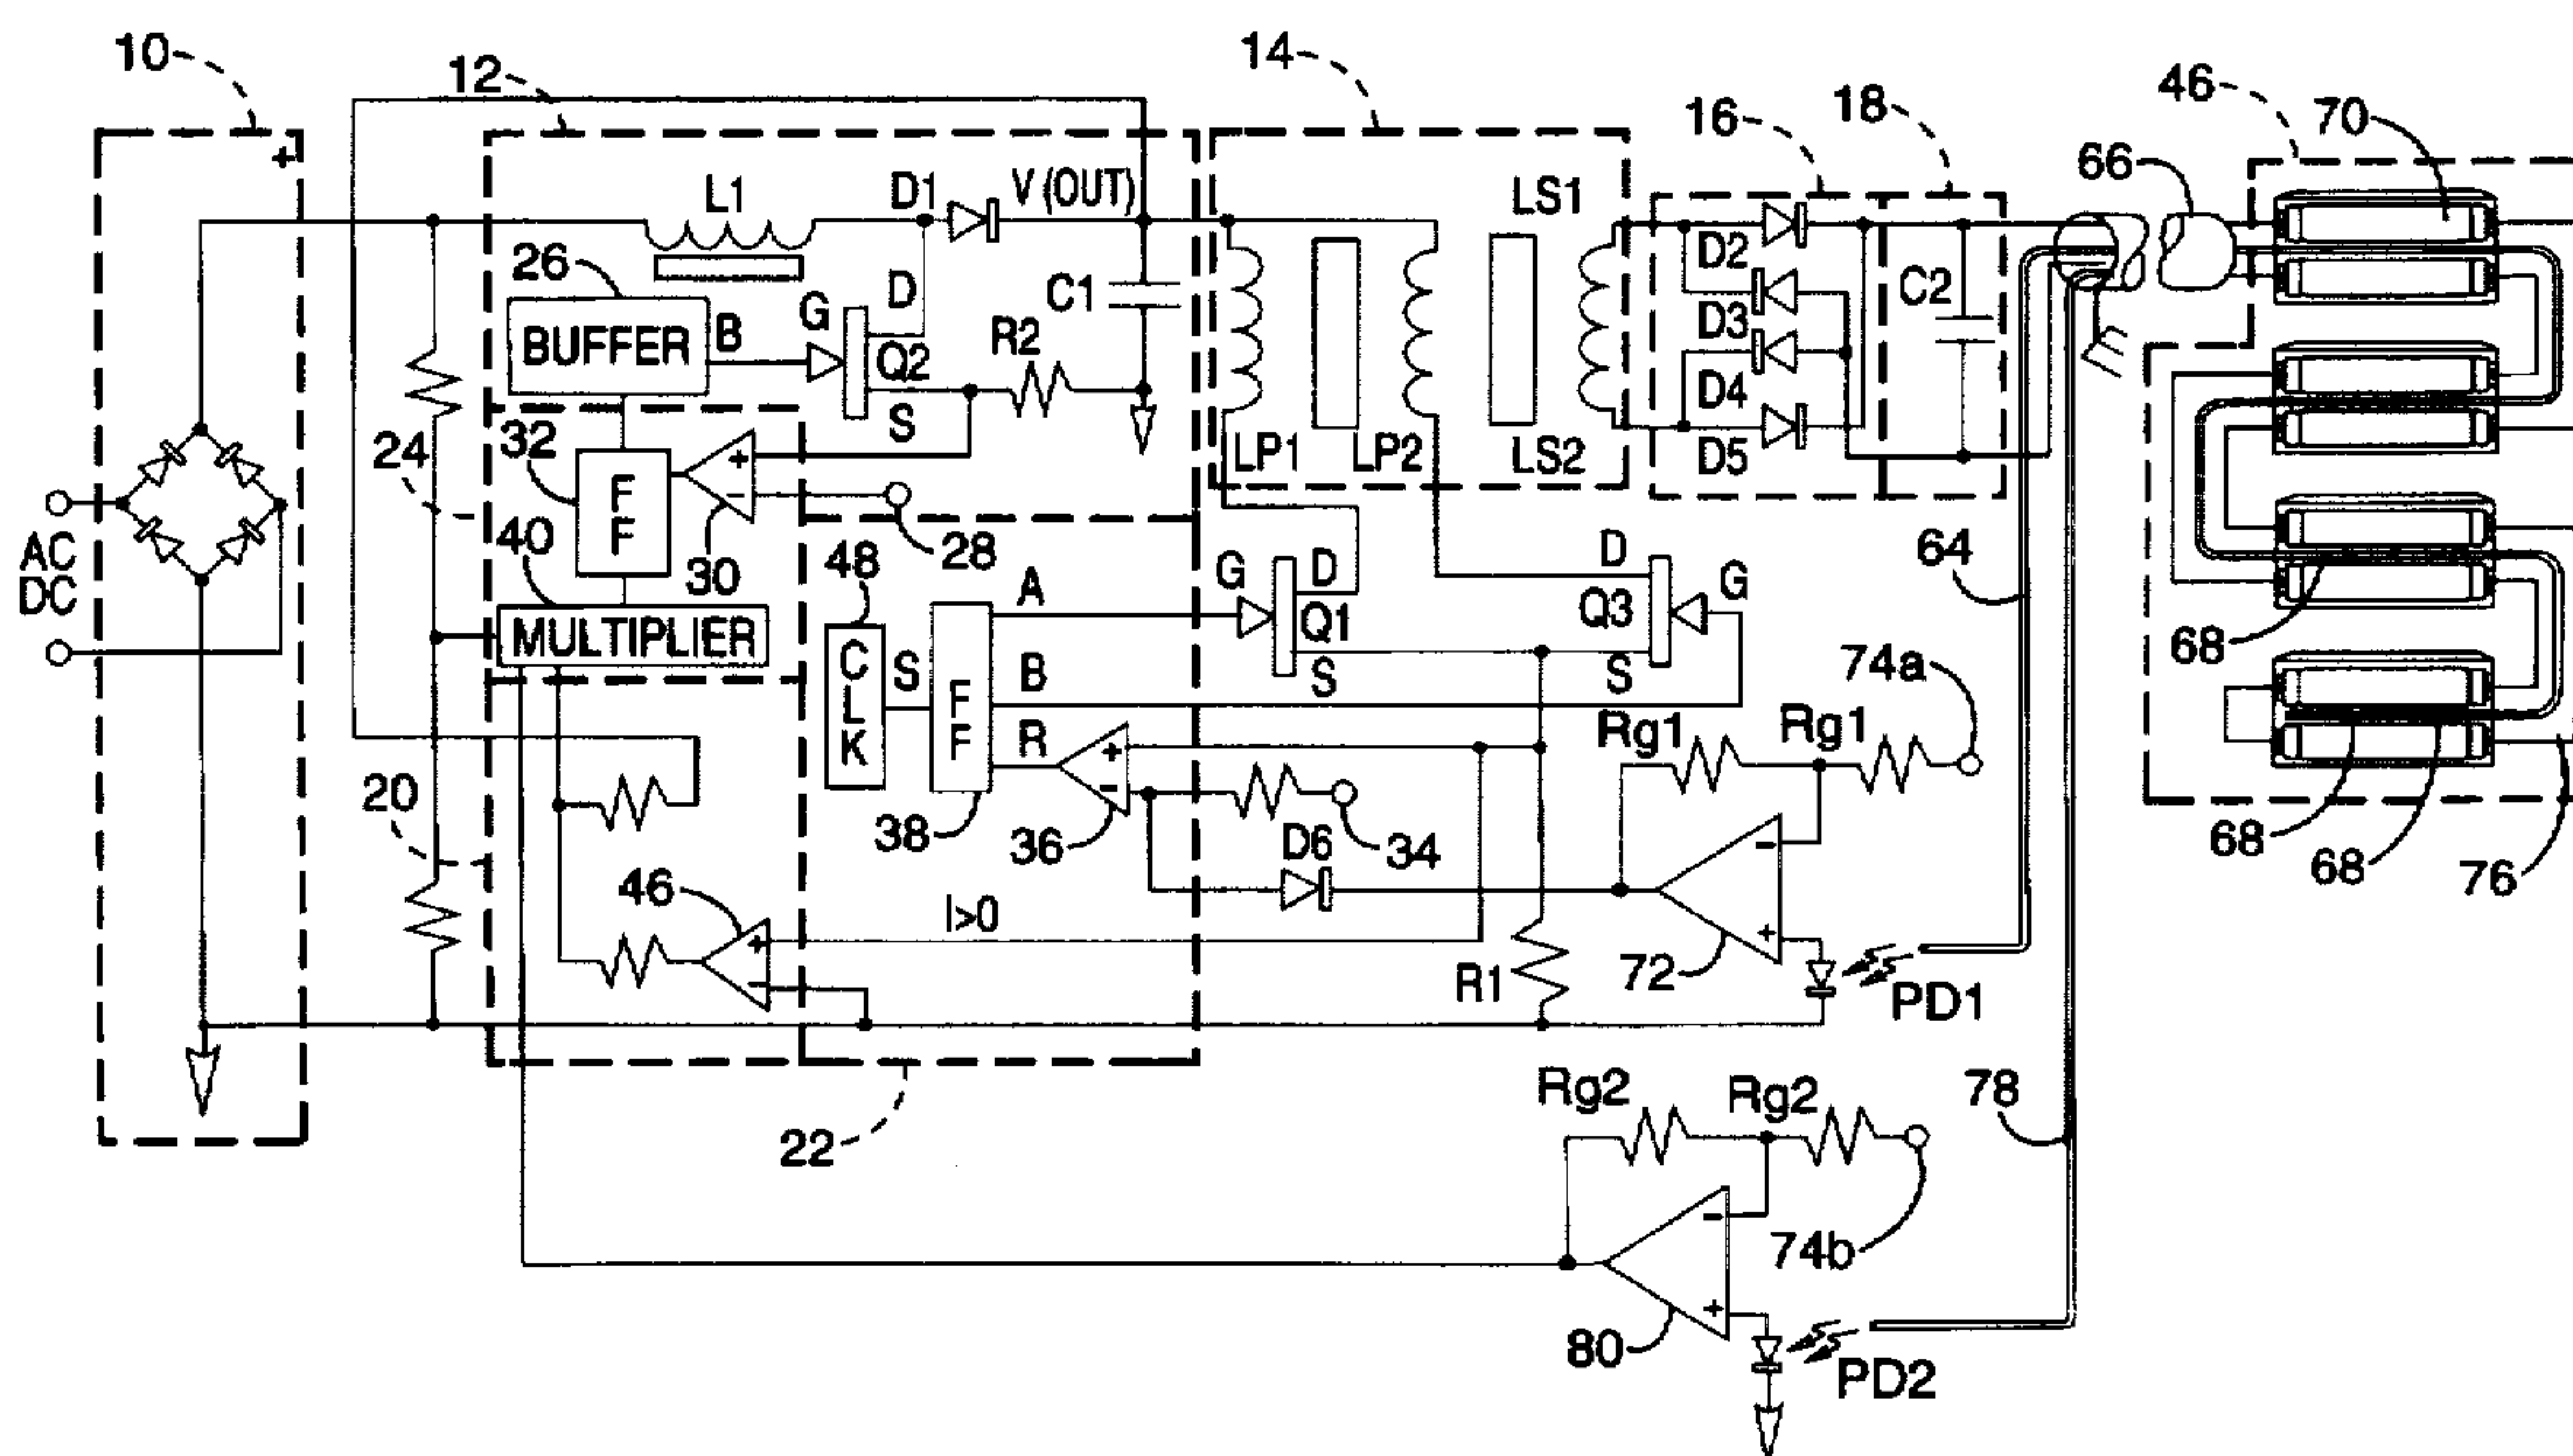 10
12
14
46
16
18
70
66
+
L1
D1
V (OUT)
LS1
26
D
BUFFER
B
G
Q2
S
R2
C1
D2
D3
D4
D5
C2
24
32
F
F
+
-
30
28
LP1
LP2
LS2
AC
DC
40
MULTIPLIER
48
C
L
K
S
F
F
A
B
R
G
D
Q1
S
D
Q3
S
G
64
68
74a
Rg1
Rg1
20
38
+
-
36
34
D6
68
68
76
46
+
-
I>0
R1
-
+
72
PD1
22
Rg2
Rg2
78
74b
-
+
80
PD2